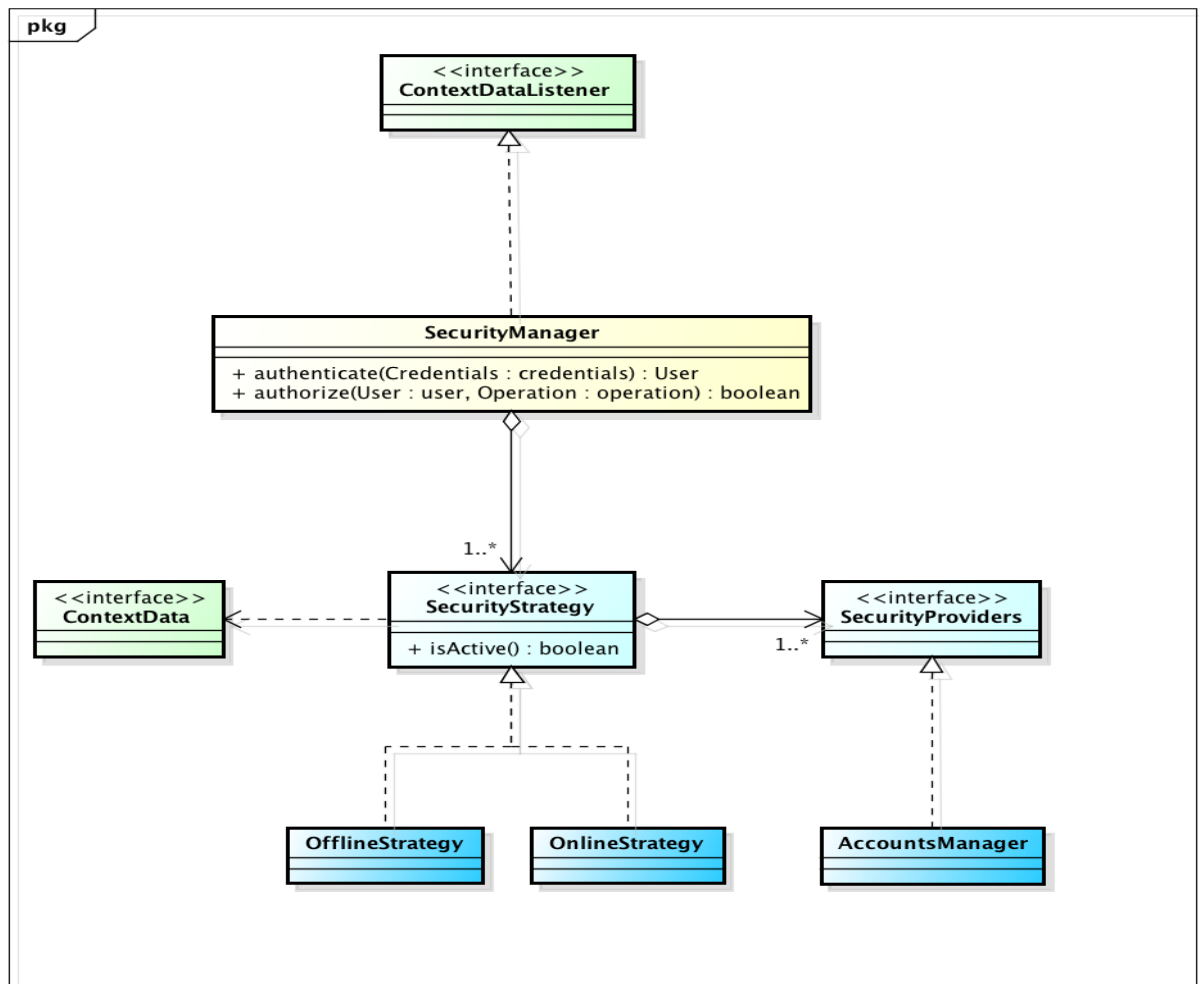 pkg
<<interface>>
ContextDataListener
SecurityManager
+ authenticate(Credentials : credentials) : User
+ authorize(User : user, Operation : operation) : boolean
1..*
<<interface>>
ContextData
<<interface>>
SecurityStrategy
+ isActive() : boolean
1..*
<<interface>>
SecurityProviders
OfflineStrategy
OnlineStrategy
AccountsManager